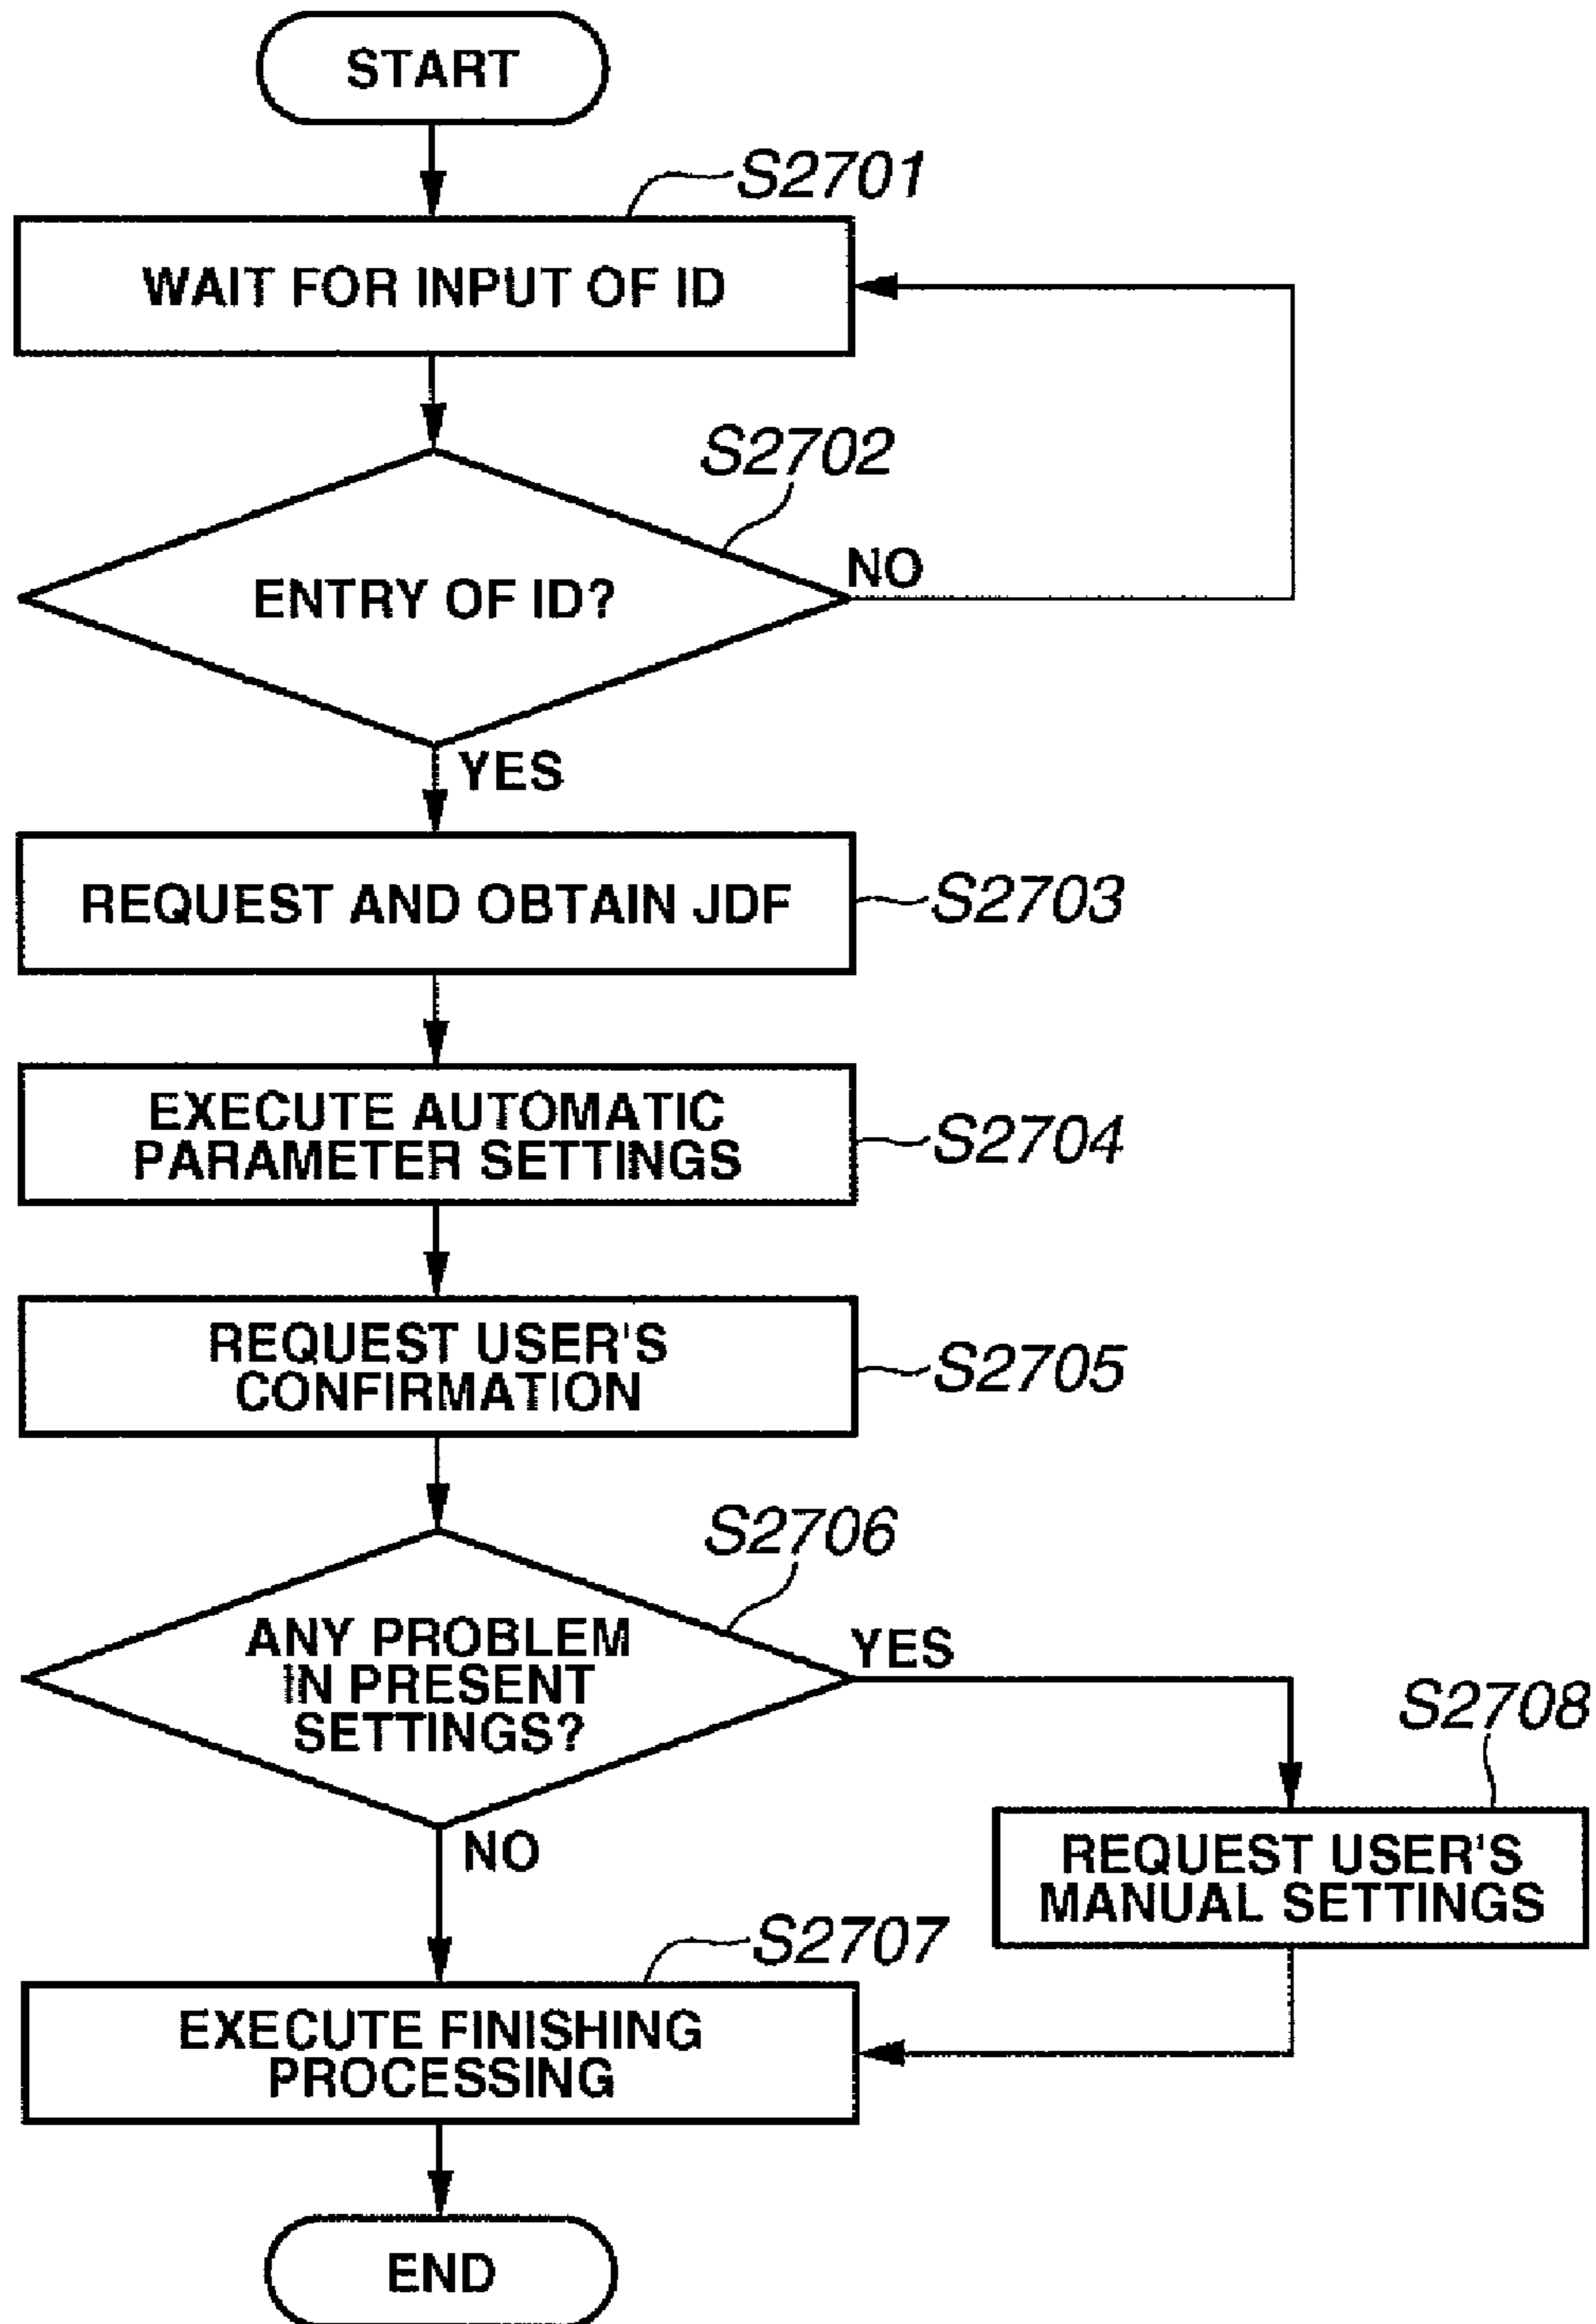 START
S2701
WAIT FOR INPUT OF ID
S2702
ENTRY OF ID?
NO
YES
REQUEST AND OBTAIN JDF
S2703
EXECUTE AUTOMATIC
PARAMETER SETTINGS
S2704
REQUEST USER'S
CONFIRMATION
S2705
S2706
ANY PROBLEM
IN PRESENT
SETTINGS?
YES
NO
S2708
REQUEST USER'S
MANUAL SETTINGS
S2707
EXECUTE FINISHING
PROCESSING
END